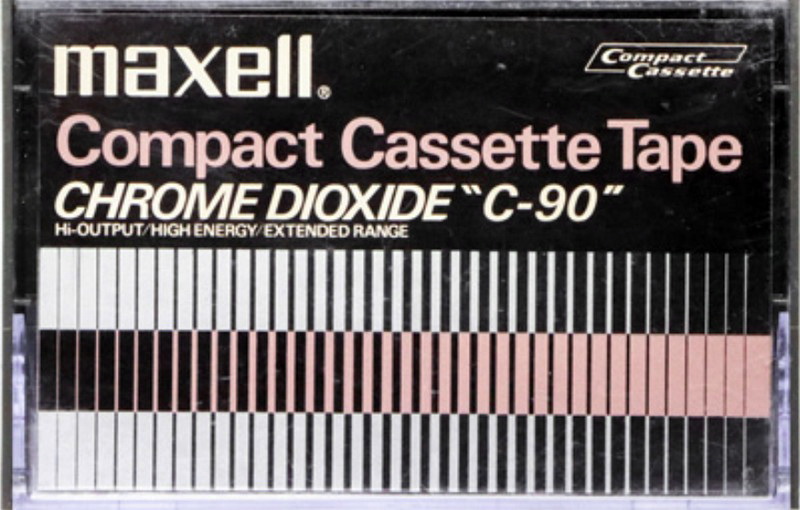 maxell®
Compact
Cassette
Compact Cassette Tape
CHROME DIOXIDE "C-90"
Hi-OUTPUT/HIGH ENERGY/EXTENDED RANGE